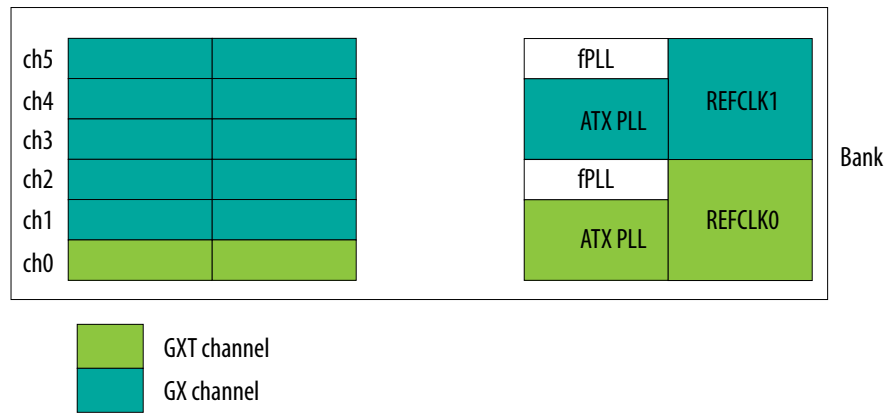 ch5
ch4
ch3
ch2
ch1
ch0
fPLL
ATX PLL
fPLL
ATX PLL
REFCLK1
REFCLK0
Bank
GXT channel
GX channel